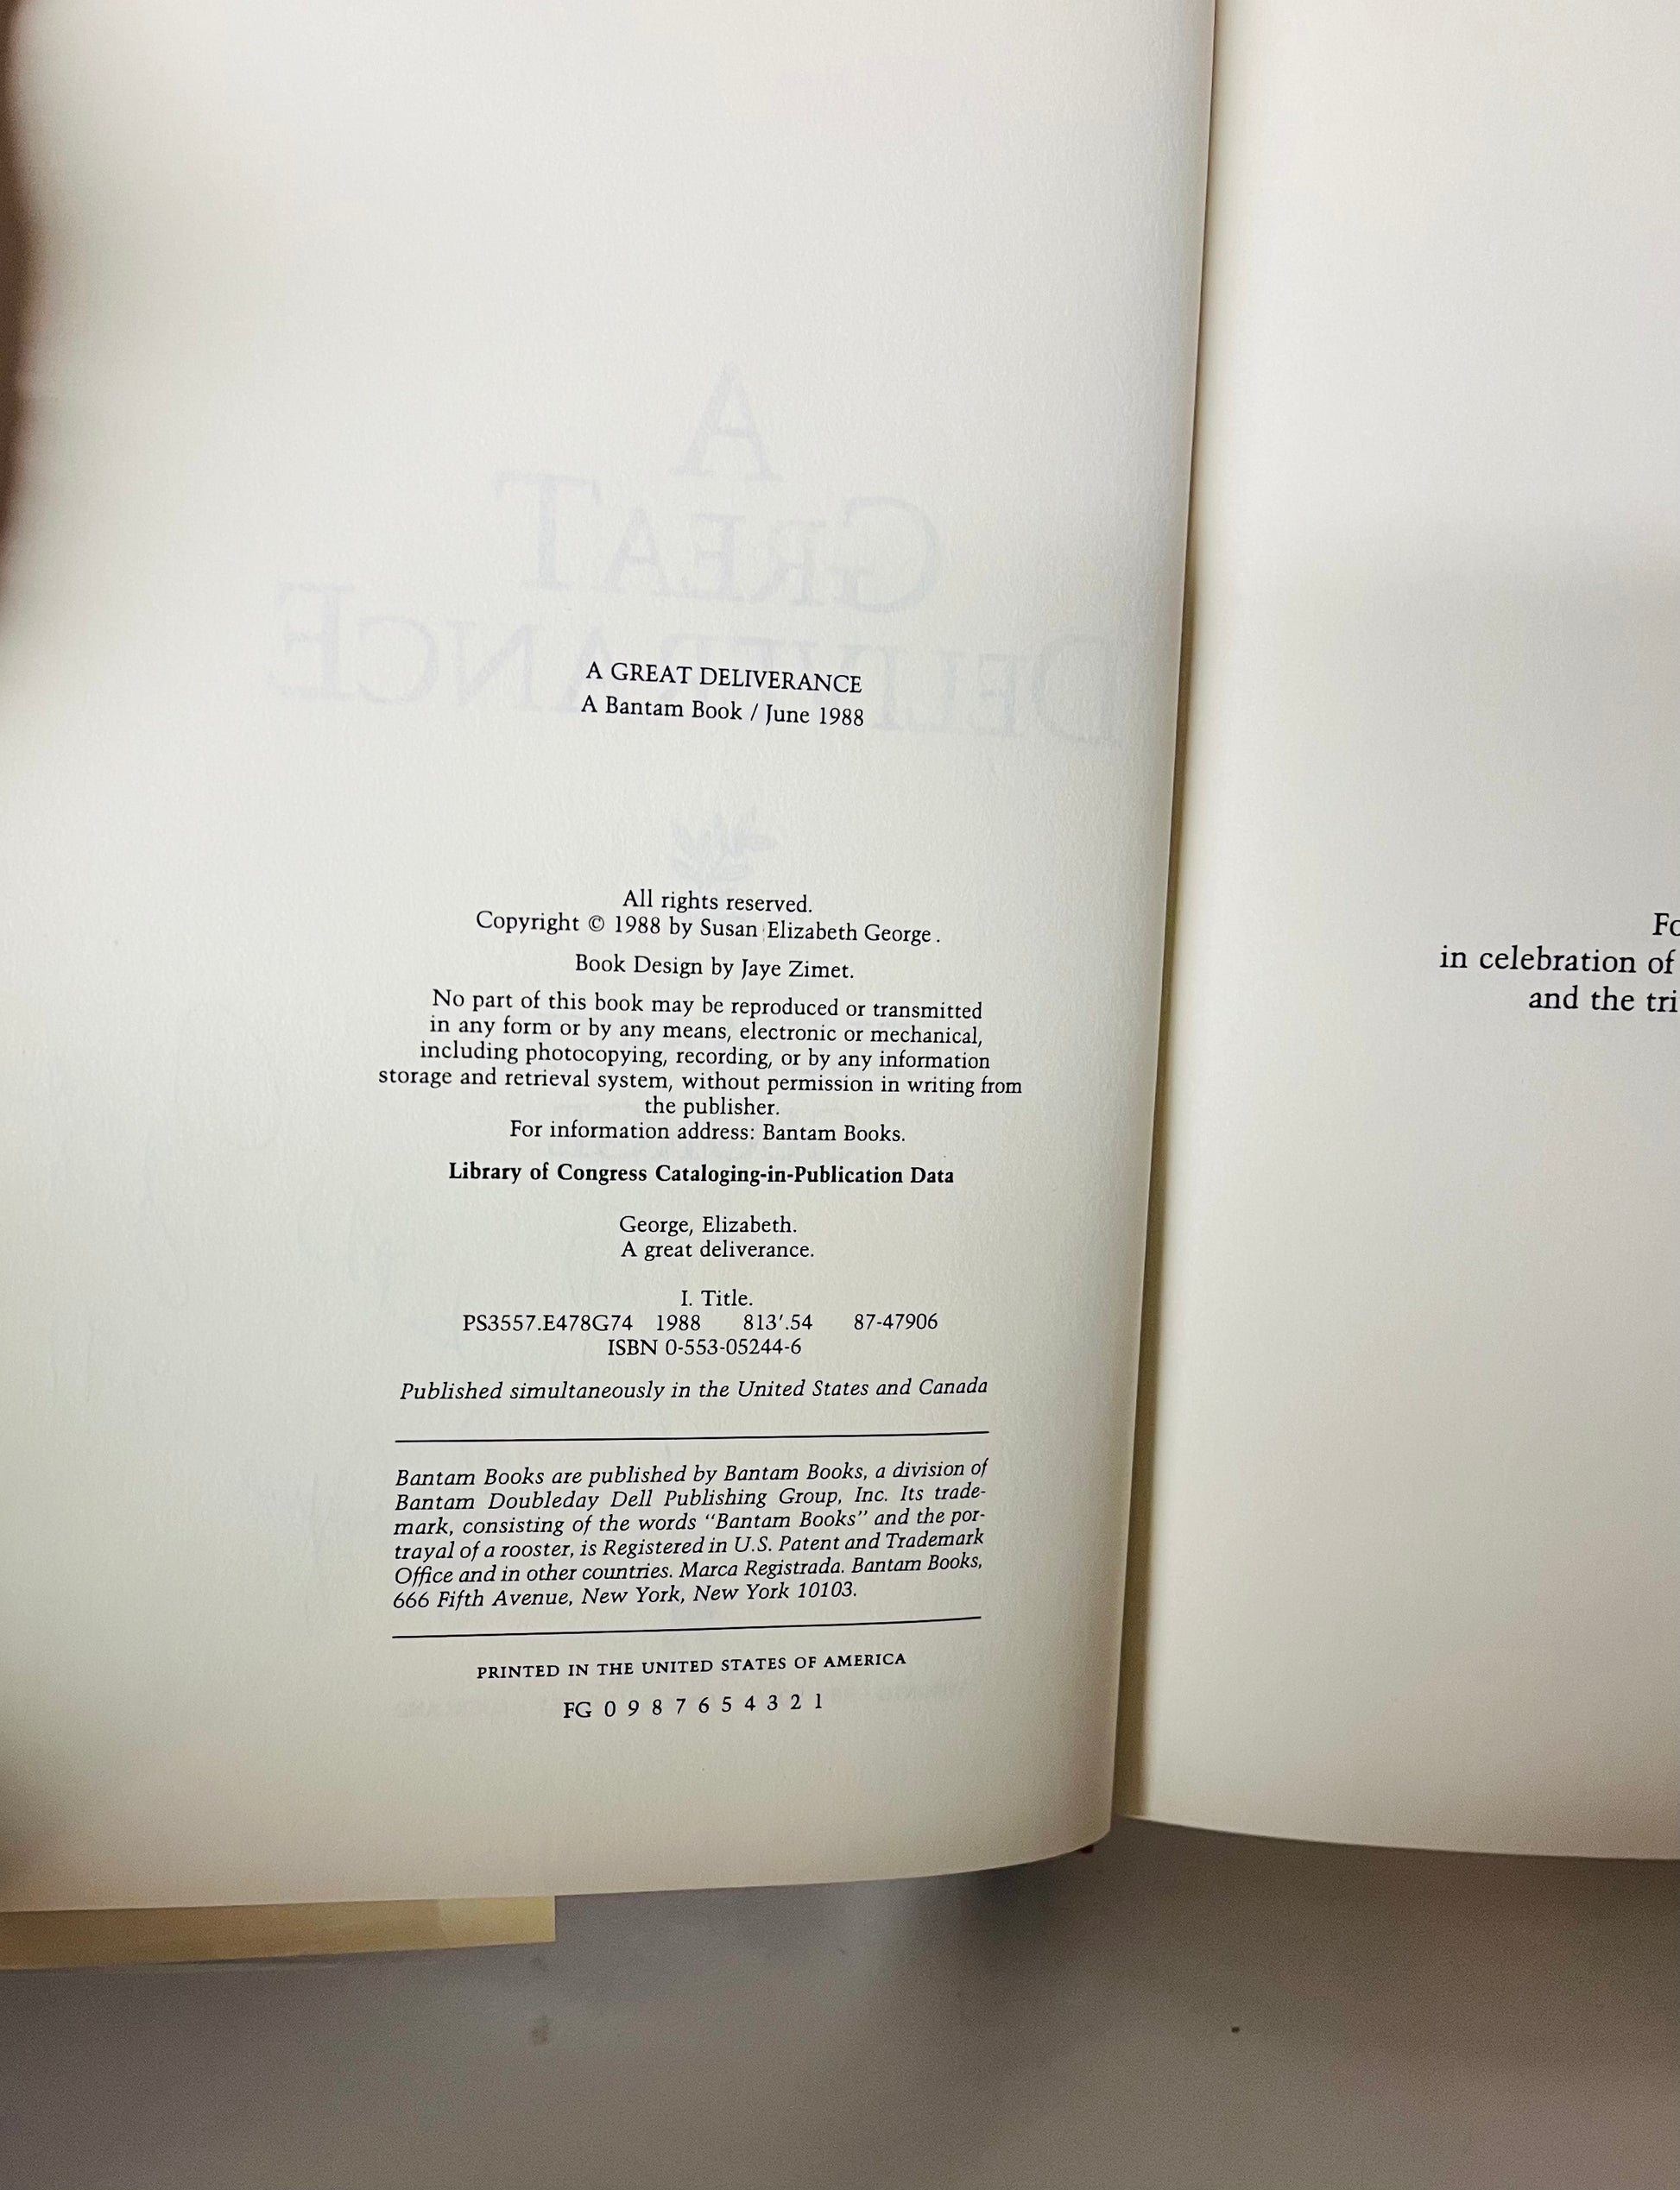 A GREAT DELIVERANCE
A Bantam Book / June 1988
All rights reserved.
Copyright © 1988 by Susan Elizabeth George.
Book Design by Jaye Zimet.
No part of this book may be reproduced or transmitted
in any form or by any means, electronic or mechanical,
including photocopying, recording, or by any information
storage and retrieval system, without permission in writing from
the publisher.
For information address: Bantam Books.
Library of Congress Cataloging-in-Publication Data
George, Elizabeth.
A great deliverance.
I. Title.
PS3557.E478G74 1988 813'.54 87-47906
ISBN 0-553-05244-6
Published simultaneously in the United States and Canada
Bantam Books are published by Bantam Books, a division of
Bantam Doubleday Dell Publishing Group, Inc. Its trade-
mark, consisting of the words "Bantam Books" and the por-
trayal of a rooster, is Registered in U.S. Patent and Trademark
Office and in other countries. Marca Registrada. Bantam Books,
666 Fifth Avenue, New York, New York 10103.
PRINTED IN THE UNITED STATES OF AMERICA
FG 0 9 8 7 6 5 4 3 2 1
A
GREAT
DELIVERANCE
GEORGE
Fo
in celebration of
and the tri